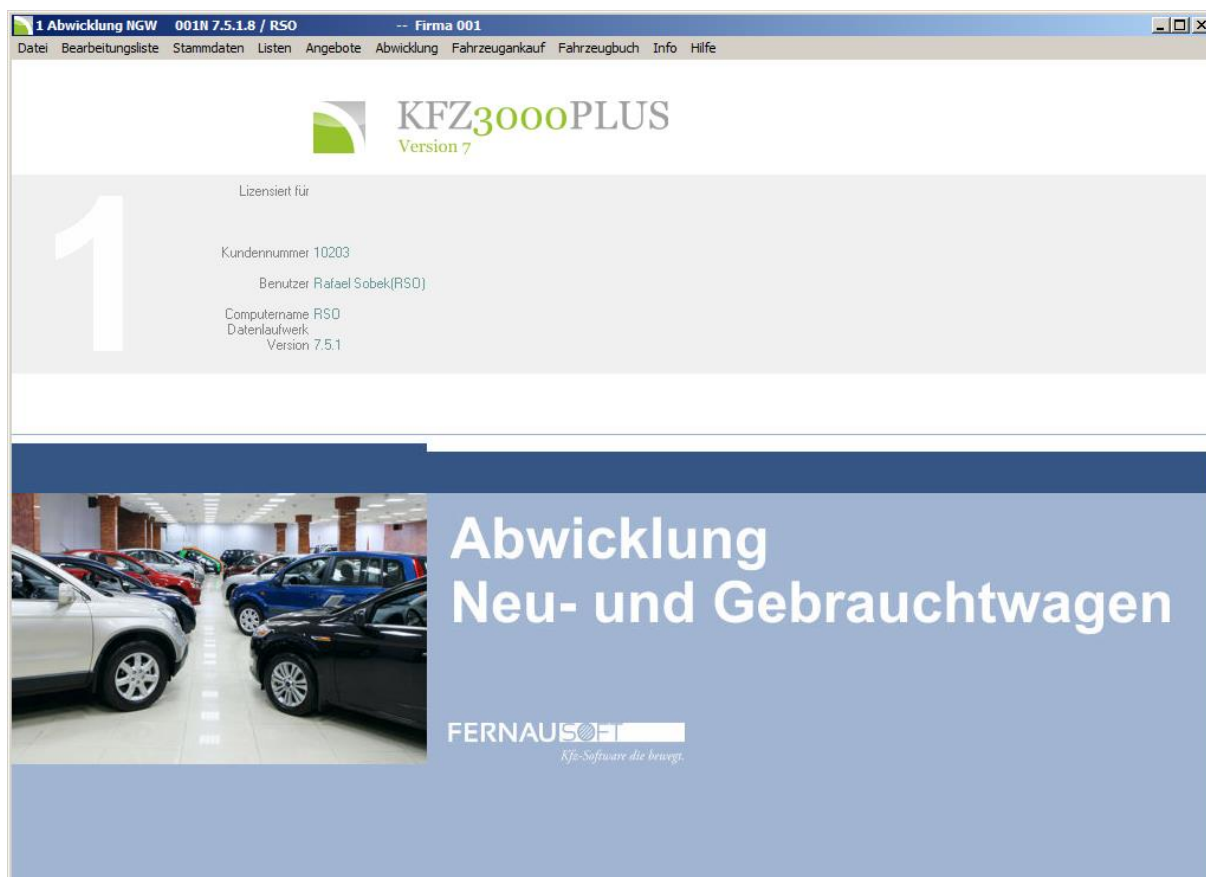 1 Abwicklung NGW 001N 7.5.1.8 / RSO -- Firma 001
Datei Bearbeitungsliste Stammdaten Listen Angebote Abwicklung Fahrzeugankauf Fahrzeugbuch Info Hilfe
KFZ3000PLUS
Version 7
1
Lizensiert für
Kundennummer 10203
Benutzer Rafael Sobek(RSO)
Computername RSO
Datenlaufwerk
Version 7.5.1
Abwicklung
Neu- und Gebrauchtwagen
FERNAUSOFT
Kfz-Software die bewegt.